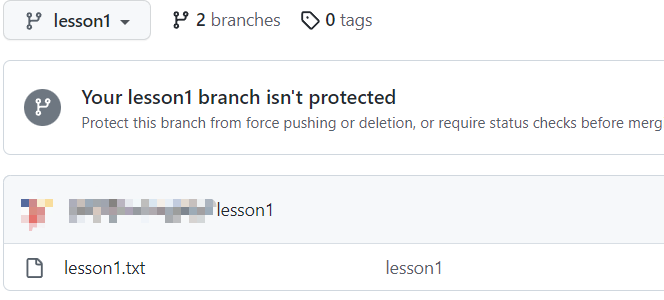 lesson1 2 branches 0 tags
Your lesson1 branch isn't protected
Protect this branch from force pushing or deletion, or require status checks before merg
lesson1
lesson1.txt lesson1